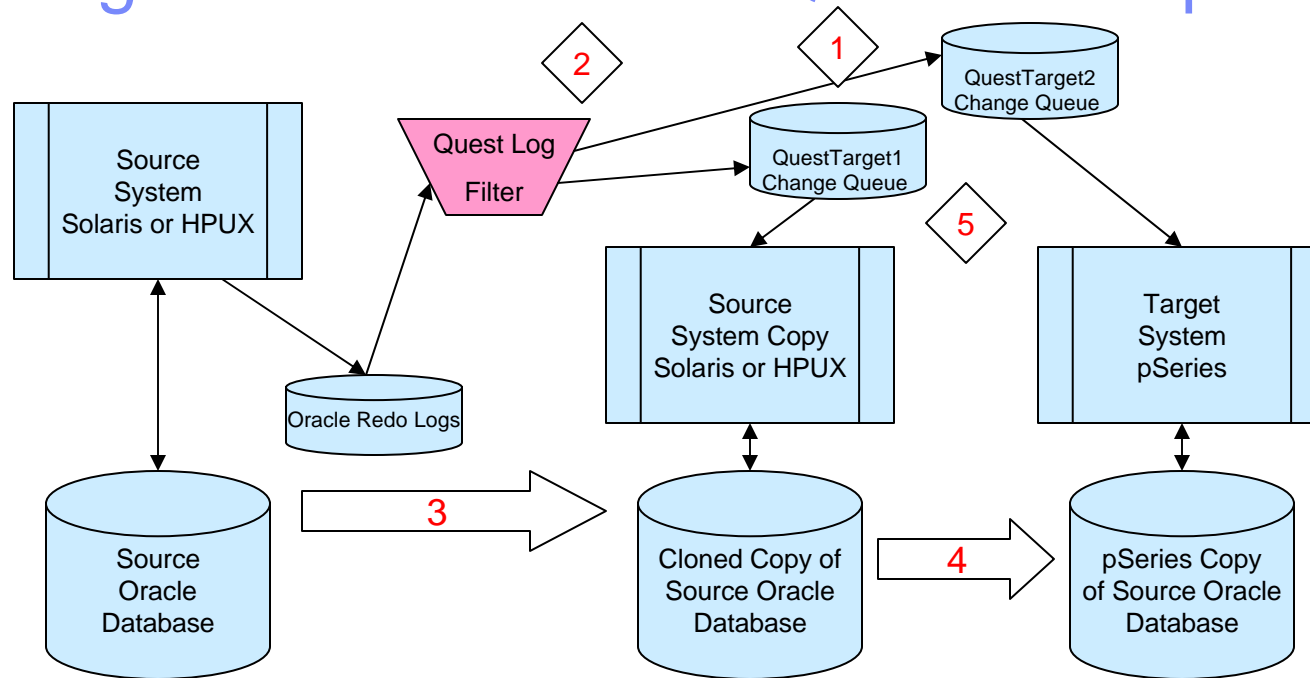 2
1
QuestTarget2
Change Queue
Source
System
Solaris or HPUX
Quest Log
Filter
QuestTarget1
Change Queue
5
Source
System Copy
Solaris or HPUX
Target
System
pSeries
Oracle Redo Logs
3
4
Source
Oracle
Database
Cloned Copy of
Source Oracle
Database
pSeries Copy
of Source Oracle
Database